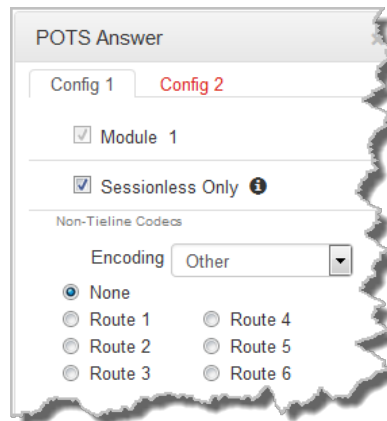 POTS Answer
Config 1 Config 2
Module 1
Sessionless Only
Non-Tieline Codecs
Encoding Other
None
Route 1 Route 4
Route 2 Route 5
Route 3 Route 6